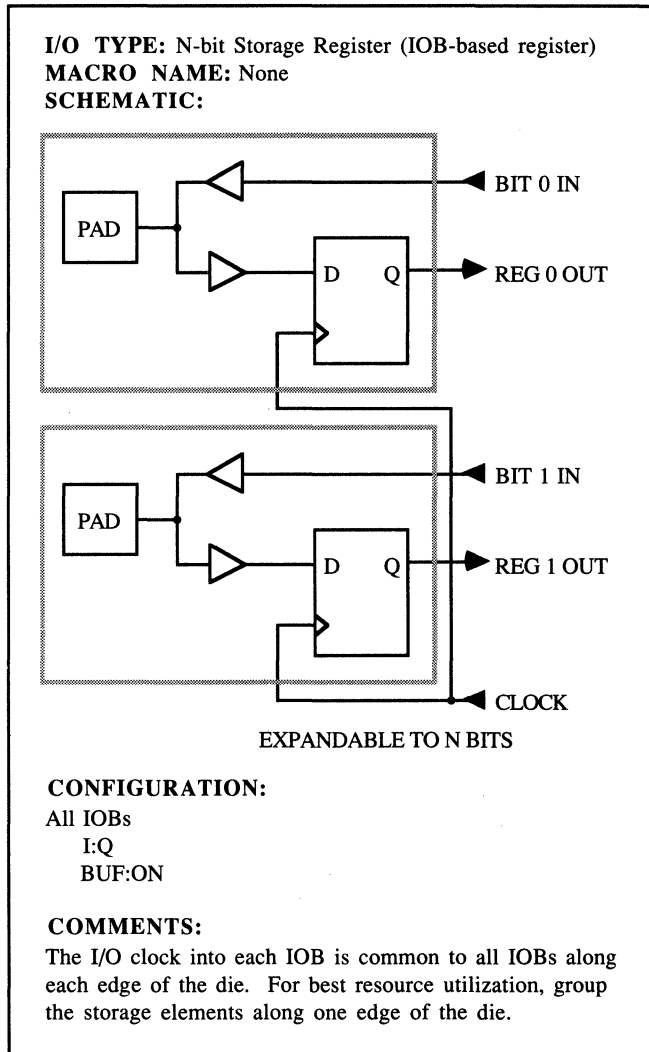 I/O TYPE: N-bit Storage Register (IOB-based register)
MACRO NAME: None
SCHEMATIC:
BIT 0 IN
PAD
D Q
REG 0 OUT
BIT 1 IN
PAD
D Q
REG 1 OUT
CLOCK
EXPANDABLE TO N BITS
CONFIGURATION:
All IOBs
I:Q
BUF:ON
COMMENTS:
The I/O clock into each IOB is common to all IOBs along
each edge of the die. For best resource utilization, group
the storage elements along one edge of the die.